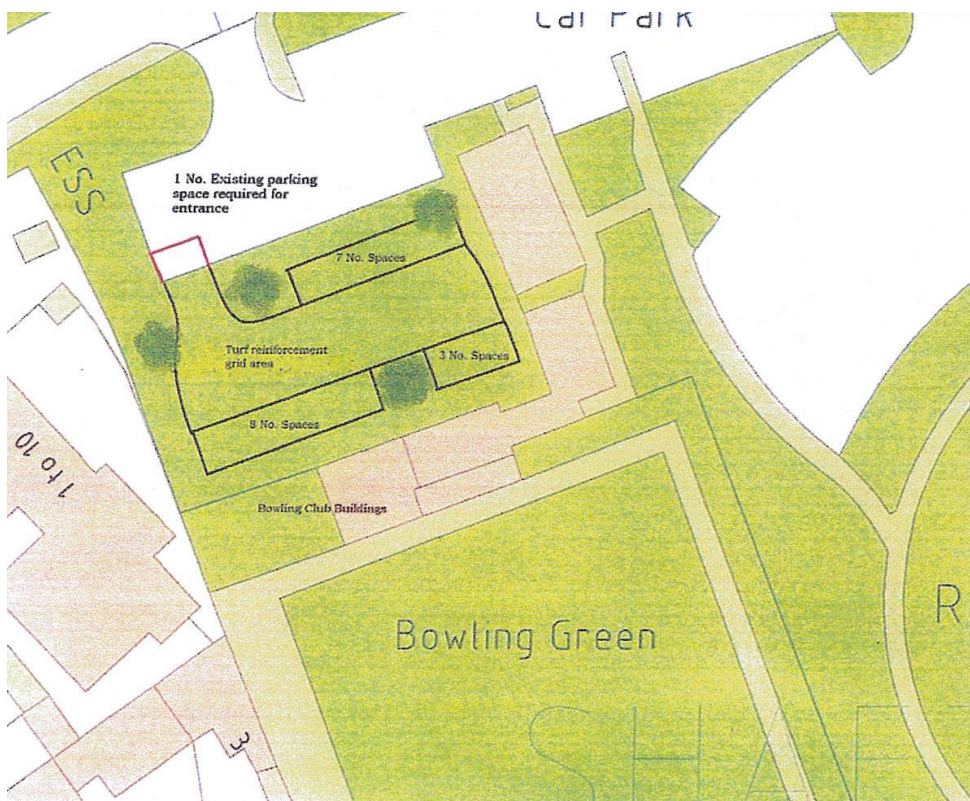 Car Park
ESS
1 No. Existing parking
space required for
entrance
7 No. Spaces
Turf reinforcement
grid area
3 No. Spaces
8 No. Spaces
1 to 10
Bowling Club Buildings
Bowling Green
R
3
SHAFT